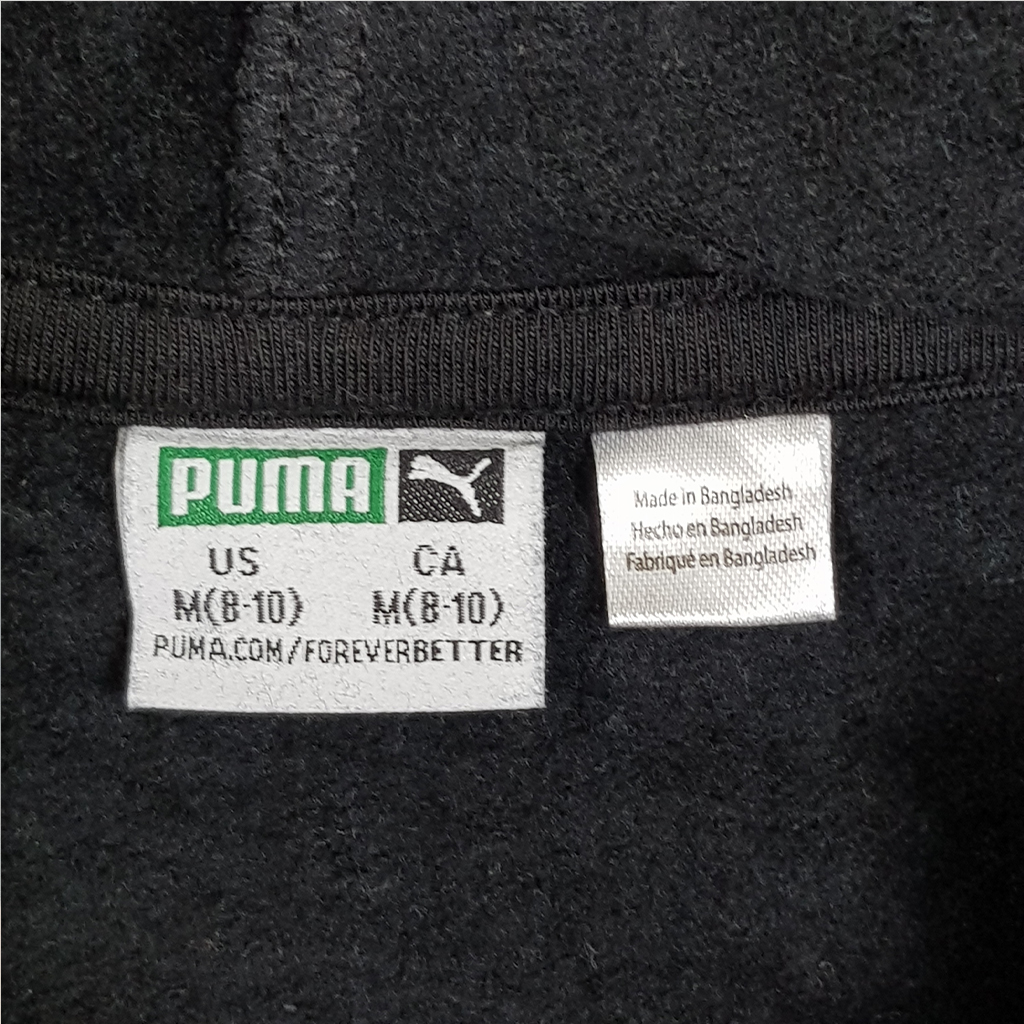 PUMA
US CA
M(8-10) M(8-10)
PUMA.COM/FOREVERBETTER
Made in Bangladesh
Hecho en Bangladesh
Fabriqué en Bangladesh